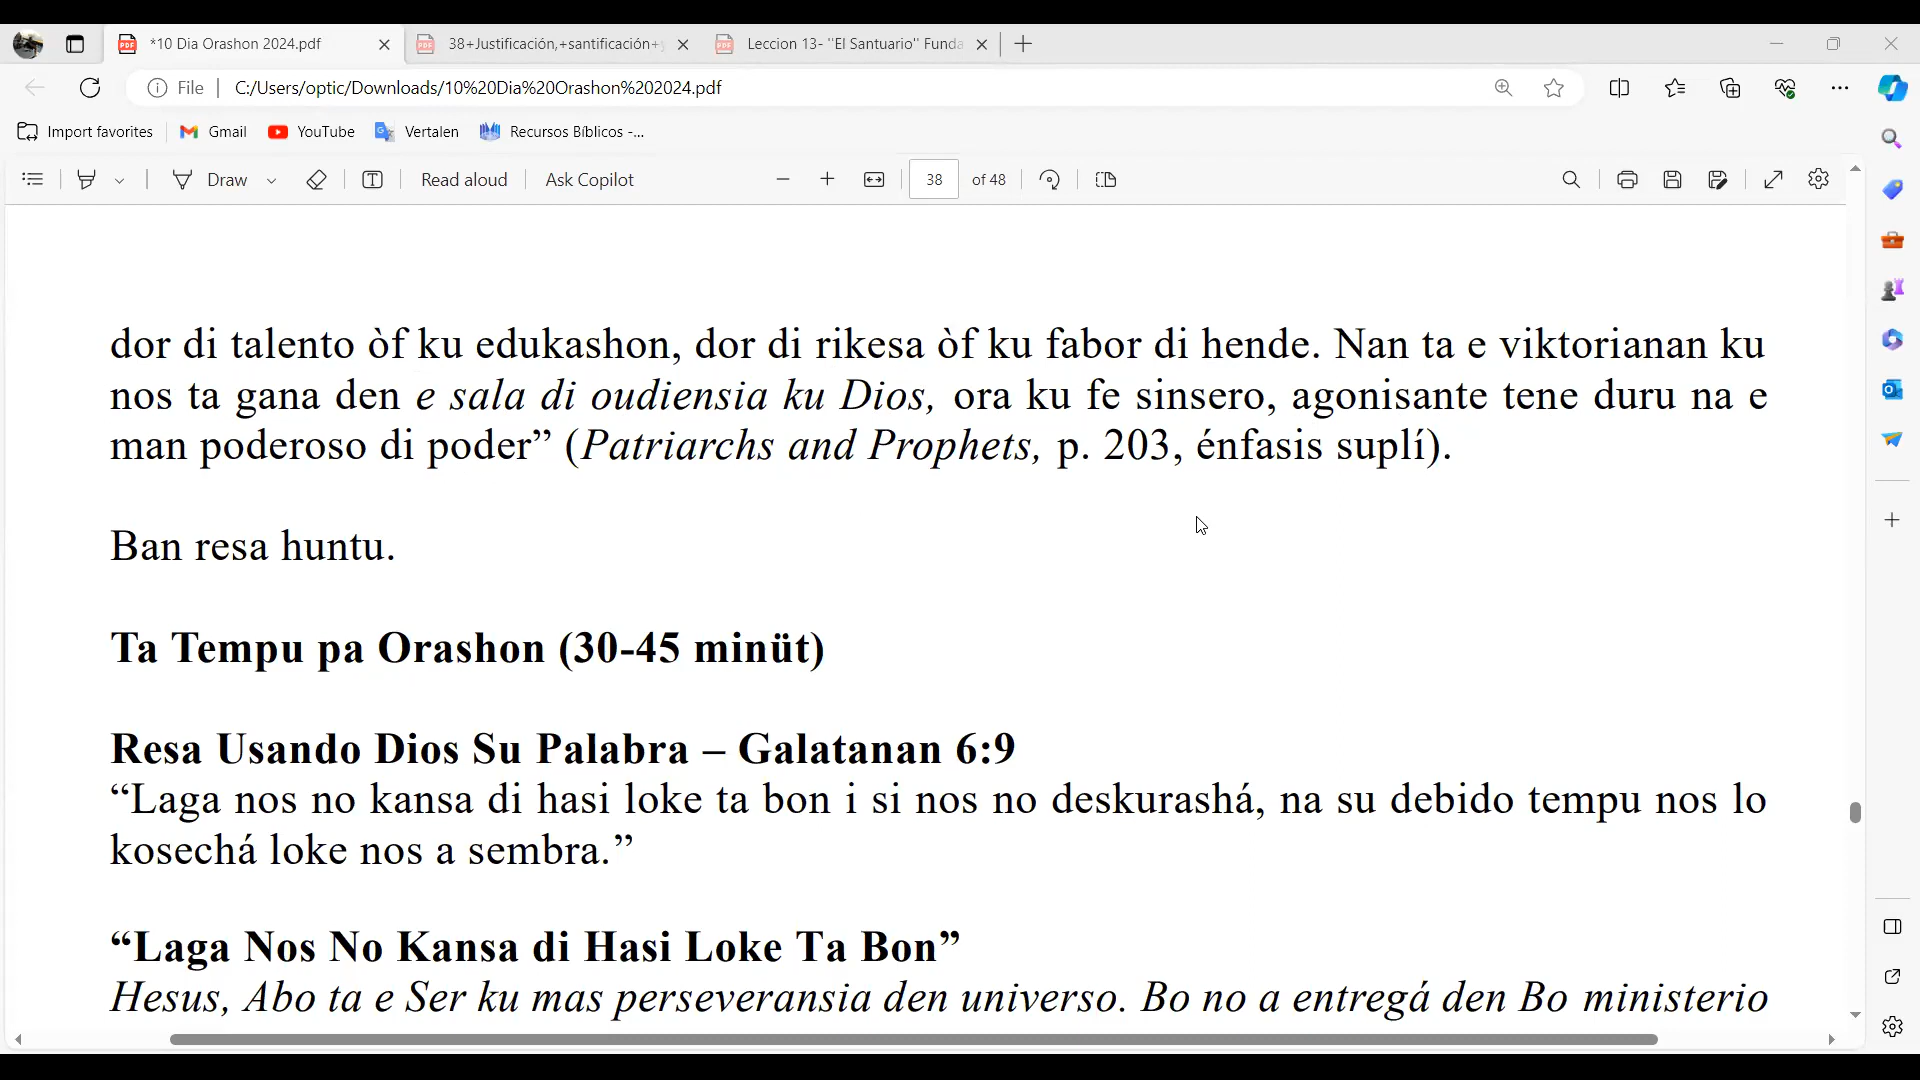 *10 Dia Orashon 2024.pdf
38+Justificación,+santificación+
Leccion 13- "El Santuario" Funda
File
C:/Users/optic/Downloads/10%20Dia%20Orashon%202024.pdf
Import favorites
Gmail
YouTube
Vertalen
Recursos Bíblicos -...
Draw
Read aloud
Ask Copilot
38
of 48
dor di talento òf ku edukashon, dor di rikesa òf ku fabor di hende. Nan ta e viktorianan ku
nos ta gana den e sala di oudiensia ku Dios, ora ku fe sinsero, agonisante tene duru na e
man poderoso di poder” (Patriarchs and Prophets, p. 203, énfasis suplí).
Ban resa huntu.
Ta Tempu pa Orashon (30-45 minüt)
Resa Usando Dios Su Palabra – Galatanan 6:9
“Laga nos no kansa di hasi loke ta bon i si nos no deskurashá, na su debido tempu nos lo
kosechá loke nos a sembra.”
“Laga Nos No Kansa di Hasi Loke Ta Bon”
Hesus, Abo ta e Ser ku mas perseveransia den universo. Bo no a entregá den Bo ministerio